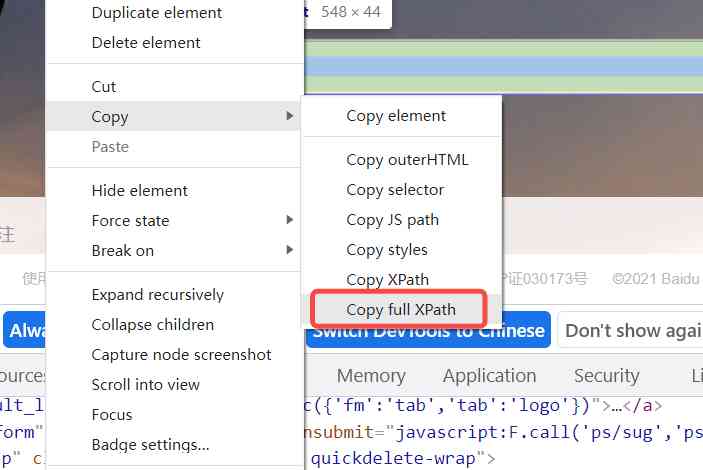 Duplicate element
t 548 × 44
Delete element
Cut
Copy
Copy element
Paste
Copy outerHTML
Hide element
Copy selector
Force state
Copy JS path
注
Break on
Copy styles
使用
Copy XPath
证030173号 ©2021 Baidu
Expand recursively
Copy full XPath
Alwa
Collapse children
Switch DevTools to Chinese
Don't show agai
Capture node screenshot
ources
Scroll into view
Memory
Application
Security
Li
ult_l
Focus
c({'fm':'tab','tab':'logo'})">…</a>
form"
Badge settings...
nsubmit="javascript:F.call('ps/sug','ps
p" c
quickdelete-wrap">